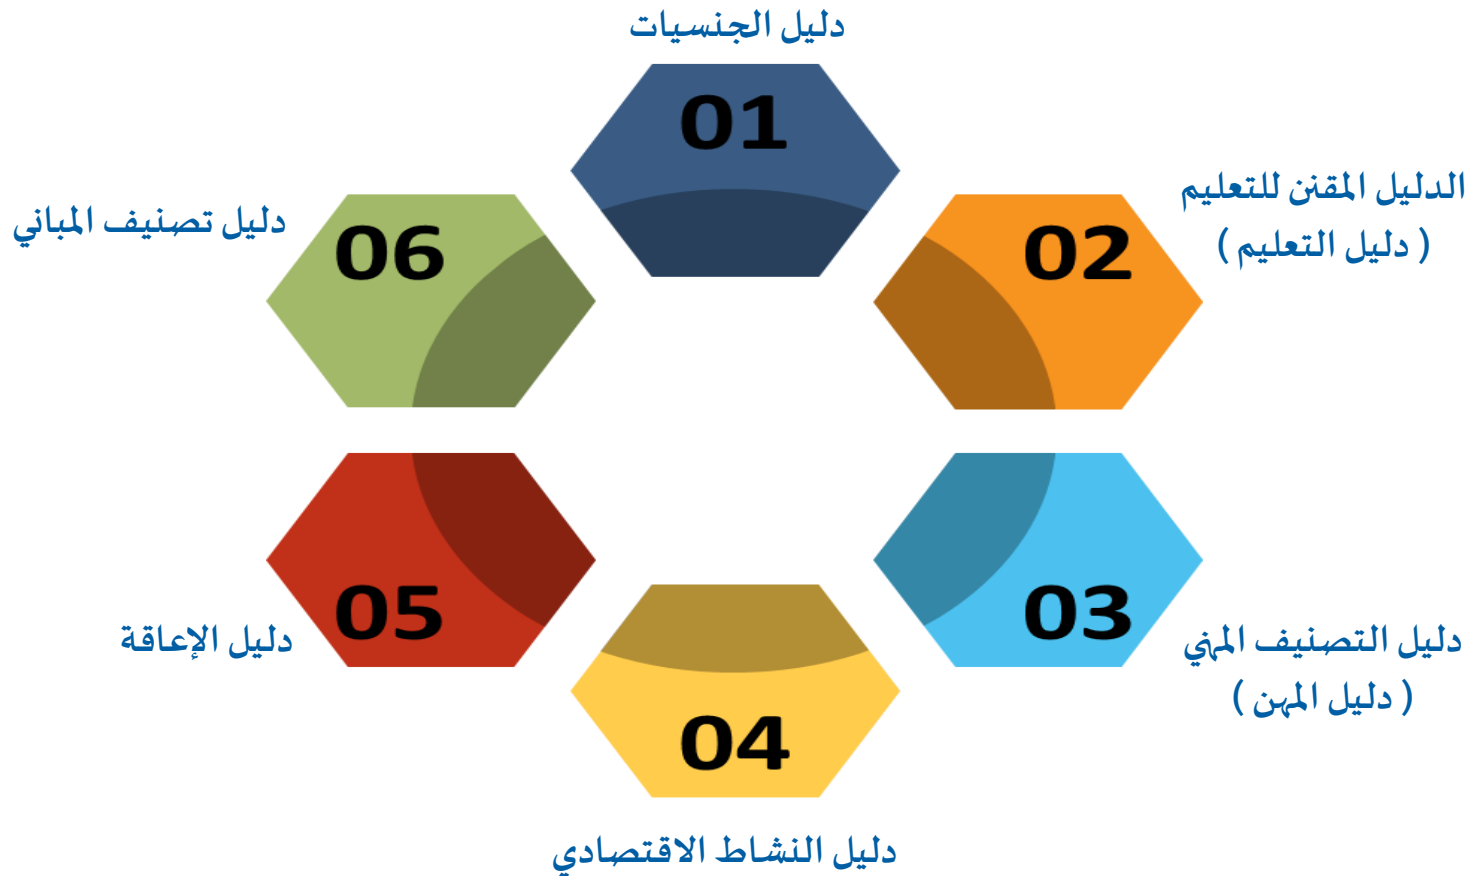 دليل الجنسيات
01
الدليل المقنن للتعليم
( دليل التعليم )
02
دليل التصنيف المهني
( دليل المهن )
03
04
دليل النشاط الاقتصادي
05
دليل الإعاقة
06
دليل تصنيف المباني